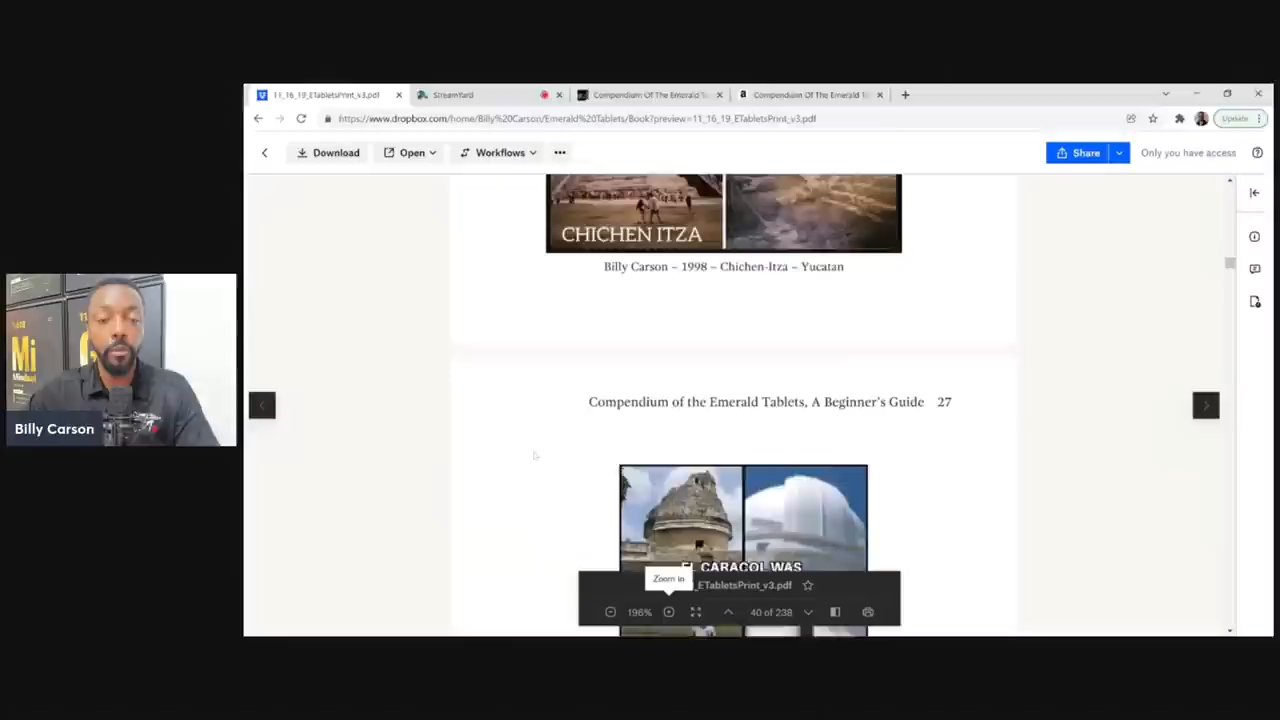 11_16_19_ETabletsPrint_v3.pdf
StreamYard
Compendium Of The Emerald
Compendium Of The Emerald
https://www.dropbox.com/home/Billy%20Carson/Emerald%20Tablets/Book?preview=11_16_19_ETabletsPrint_v3.pdf
Update
Download
Open
Workflows
Share
Only you have access
CHICHEN ITZA
Billy Carson – 1998 – Chichen-Itza – Yucatan
Compendium of the Emerald Tablets, A Beginner's Guide 27
EL CARACOL WAS
Zoom in
_ETabletsPrint_v3.pdf
196%
40 of 238
Mi
Billy Carson